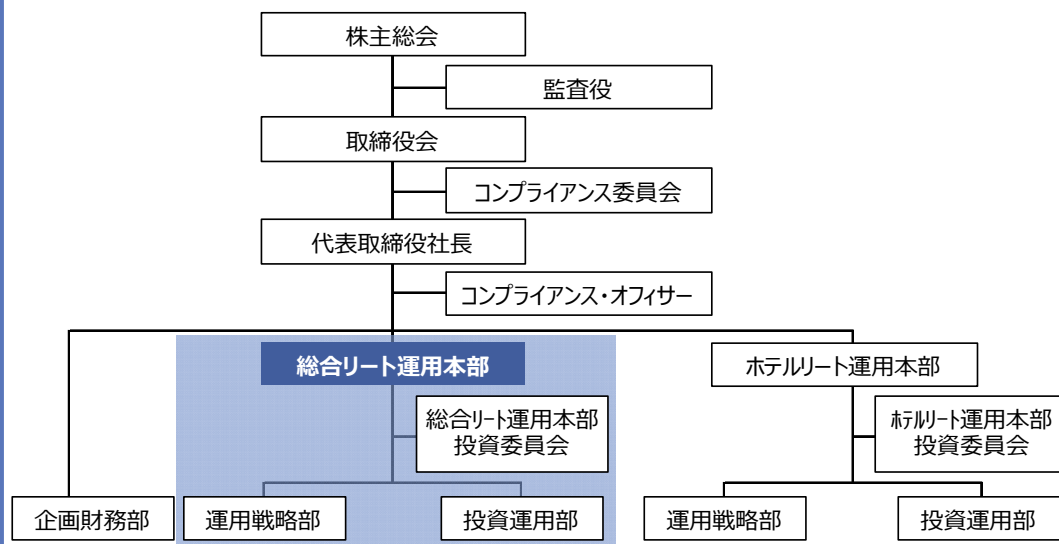 株主総会
監査役
取締役会
コンプライアンス委員会
代表取締役社長
コンプライアンス・オフィサー
総合リート運用本部
ホテルリート運用本部
総合リート運用本部
投資委員会
ホテルリート運用本部
投資委員会
企画財務部
運用戦略部
投資運用部
運用戦略部
投資運用部